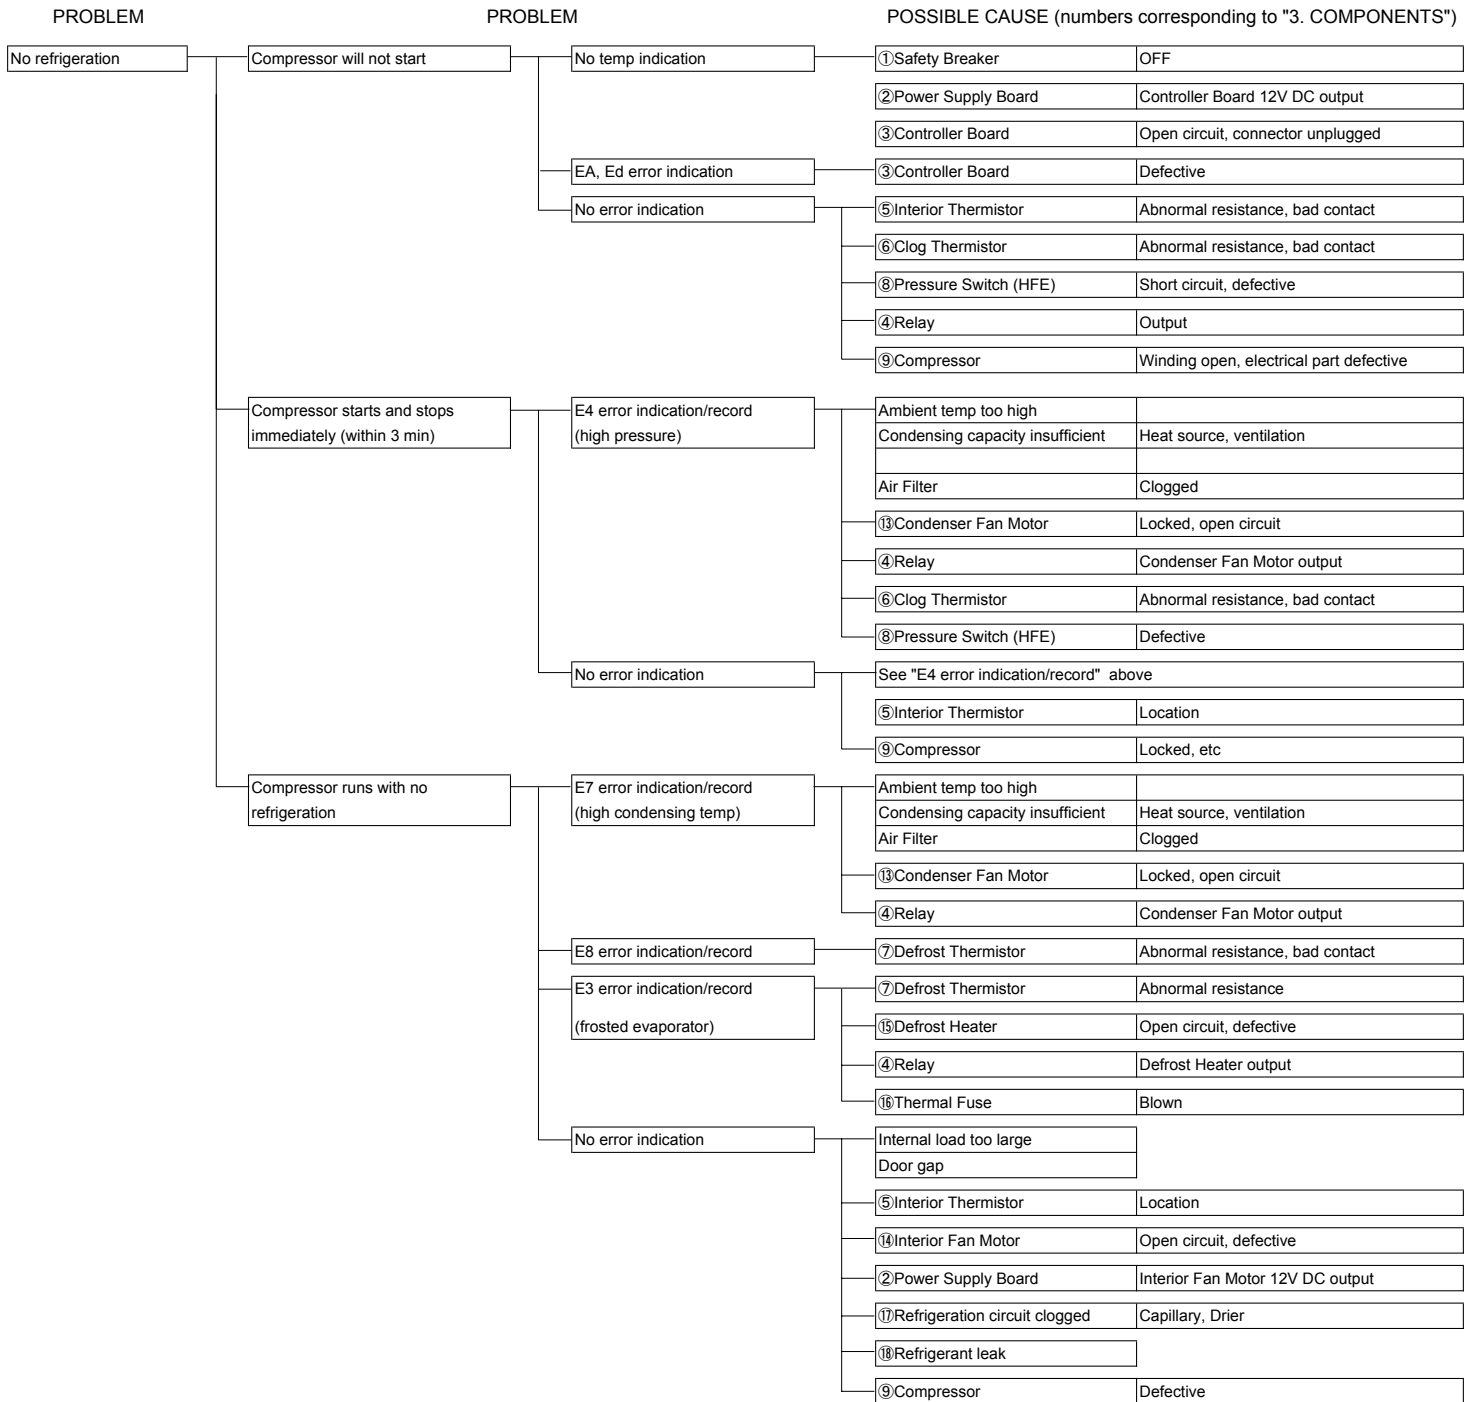 PROBLEM PROBLEM POSSIBLE CAUSE (numbers corresponding to "3. COMPONENTS")
No refrigeration Compressor will not start No temp indication ①Safety Breaker OFF
②Power Supply Board Controller Board 12V DC output
③Controller Board Open circuit, connector unplugged
EA, Ed error indication ③Controller Board Defective
No error indication ⑤Interior Thermistor Abnormal resistance, bad contact
⑥Clog Thermistor Abnormal resistance, bad contact
⑧Pressure Switch (HFE) Short circuit, defective
④Relay Output
⑨Compressor Winding open, electrical part defective
Compressor starts and stops E4 error indication/record Ambient temp too high
immediately (within 3 min) (high pressure) Condensing capacity insufficient Heat source, ventilation
Air Filter Clogged
⑬Condenser Fan Motor Locked, open circuit
④Relay Condenser Fan Motor output
⑥Clog Thermistor Abnormal resistance, bad contact
⑧Pressure Switch (HFE) Defective
No error indication See "E4 error indication/record" above
⑤Interior Thermistor Location
⑨Compressor Locked, etc
Compressor runs with no E7 error indication/record Ambient temp too high
refrigeration (high condensing temp) Condensing capacity insufficient Heat source, ventilation
Air Filter Clogged
⑬Condenser Fan Motor Locked, open circuit
④Relay Condenser Fan Motor output
E8 error indication/record ⑦Defrost Thermistor Abnormal resistance, bad contact
E3 error indication/record ⑦Defrost Thermistor Abnormal resistance
(frosted evaporator) ⑮Defrost Heater Open circuit, defective
④Relay Defrost Heater output
⑯Thermal Fuse Blown
No error indication Internal load too large
Door gap
⑤Interior Thermistor Location
⑭Interior Fan Motor Open circuit, defective
②Power Supply Board Interior Fan Motor 12V DC output
⑰Refrigeration circuit clogged Capillary, Drier
⑱Refrigerant leak
⑨Compressor Defective